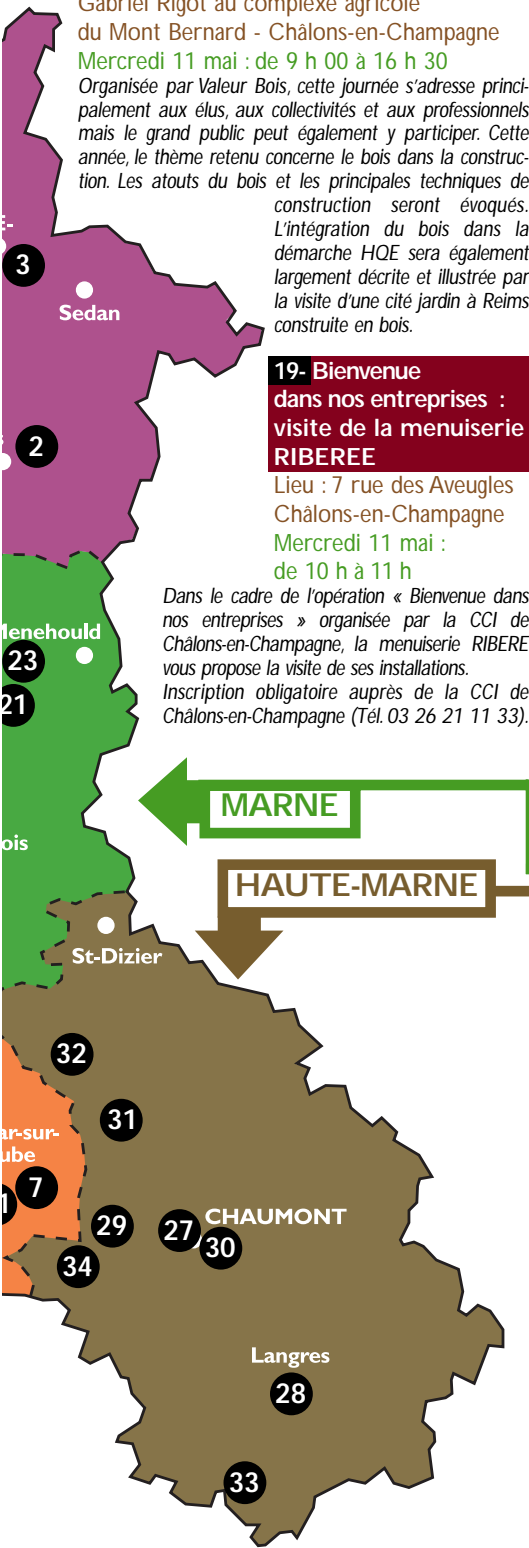 Gabriel Rigot au complexe agricole
du Mont Bernard - Châlons-en-Champagne
Mercredi 11 mai : de 9 h 00 à 16 h 30
Organisée par Valeur Bois, cette journée s’adresse princi-
palement aux élus, aux collectivités et aux professionnels
mais le grand public peut également y participer. Cette
année, le thème retenu concerne le bois dans la construc-
tion. Les atouts du bois et les principales techniques de
construction seront évoqués.
L’intégration du bois dans la
démarche HQE sera également
largement décrite et illustrée par
la visite d’une cité jardin à Reims
construite en bois.
3
Sedan
19- Bienvenue
dans nos entreprises :
visite de la menuiserie
RIBEREE
2
Lieu : 7 rue des Aveugles
Châlons-en-Champagne
Mercredi 11 mai :
de 10 h à 11 h
Dans le cadre de l’opération « Bienvenue dans
nos entreprises » organisée par la CCI de
Châlons-en-Champagne, la menuiserie RIBERE
vous propose la visite de ses installations.
Inscription obligatoire auprès de la CCI de
Châlons-en-Champagne (Tél. 03 26 21 11 33).
Menehould
23
21
MARNE
ois
HAUTE-MARNE
St-Dizier
32
31
ar-sur-
ube
7
1
29
27
CHAUMONT
30
34
Langres
28
33